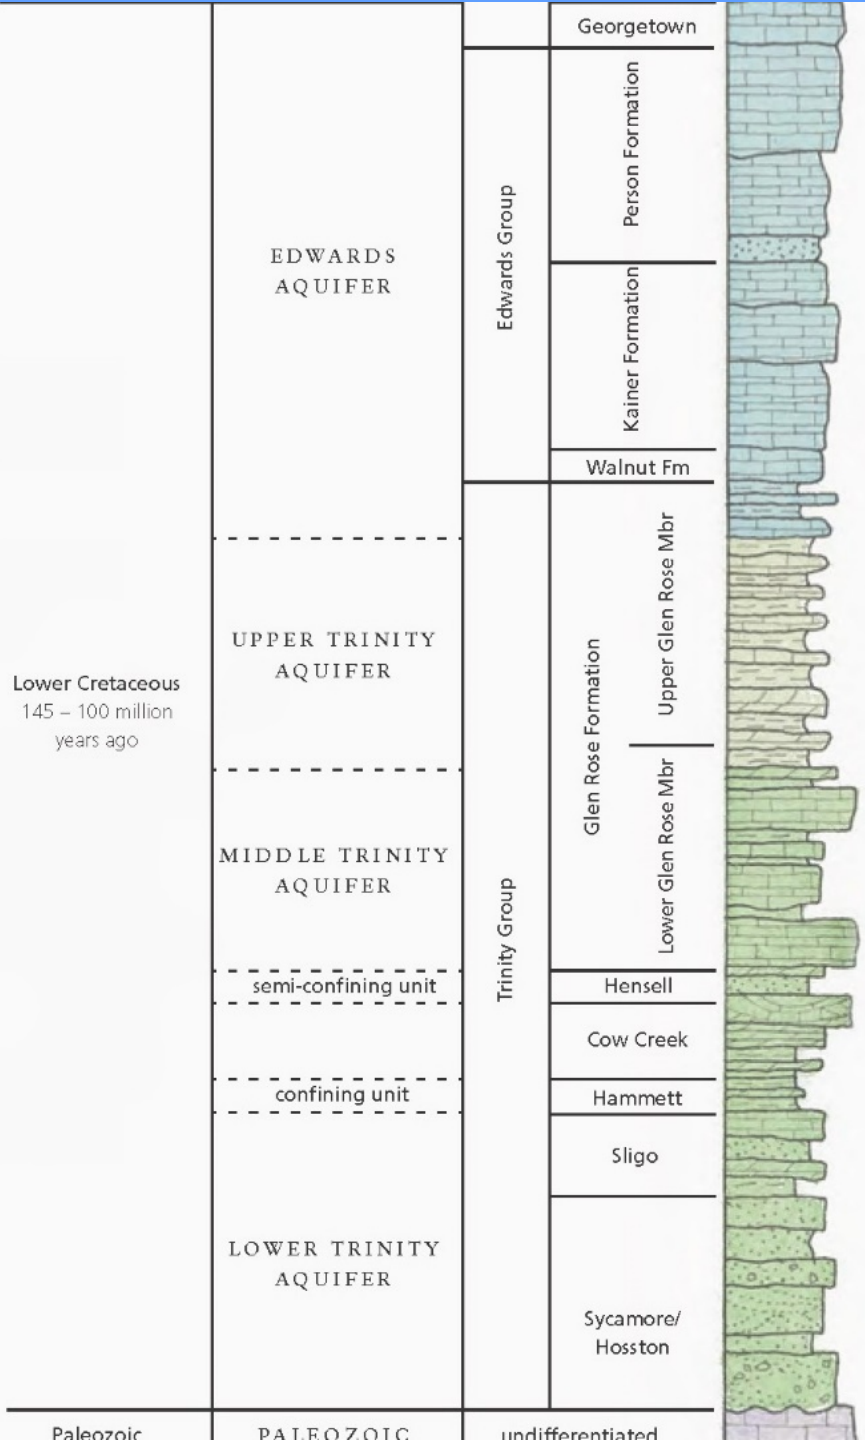 Georgetown
Person Formation
Edwards Group
EDWARDS
AQUIFER
Kainer Formation
Walnut Fm
Upper Glen Rose Mbr
UPPER TRINITY
AQUIFER
Glen Rose Formation
Lower Cretaceous
145 – 100 million
years ago
Lower Glen Rose Mbr
MIDDLE TRINITY
AQUIFER
Trinity Group
semi-confining unit
Hensell
Cow Creek
confining unit
Hammett
Sligo
LOWER TRINITY
AQUIFER
Sycamore/
Hosston
Paleozoic
PALEOZOIC
undifferentiated